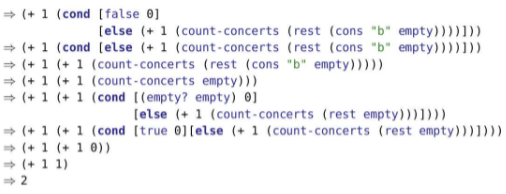 ⇒ (+ 1 (cond [false 0]
[else (+ 1 (count-concerts (rest (cons "b" empty))))]))
⇒ (+ 1 (cond [else (+ 1 (count-concerts (rest (cons "b" empty))))]))
⇒ (+ 1 (+ 1 (count-concerts (rest (cons "b" empty)))))
⇒ (+ 1 (+ 1 (count-concerts empty)))
⇒ (+ 1 (+ 1 (cond [(empty? empty) 0]
[else (+ 1 (count-concerts (rest empty)))])))
⇒ (+ 1 (+ 1 (cond [true 0][else (+ 1 (count-concerts (rest empty)))])))
⇒ (+ 1 (+ 1 0))
⇒ (+ 1 1)
⇒ 2